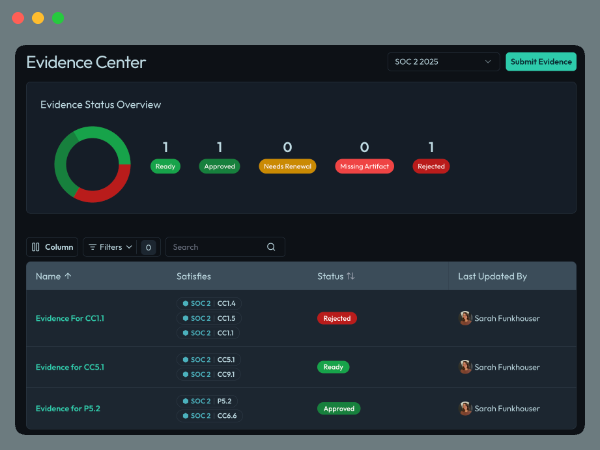 Evidence Center
SOC 2 2025
Submit Evidence
Evidence Status Overview
1 1 0 0 1
Ready Approved Needs Renewal Missing Artifact Rejected
Column Filters 0 Search
Name Satisfies Status Last Updated By
SOC 2 CC1.4
Evidence For CC1.1 SOC 2 CC1.5 Rejected Sarah Funkhouser
SOC 2 CC1.1
SOC 2 CC5.1
Evidence for CC5.1 Ready Sarah Funkhouser
SOC 2 CC9.1
SOC 2 P5.2
Evidence for P5.2 Approved Sarah Funkhouser
SOC 2 CC6.6